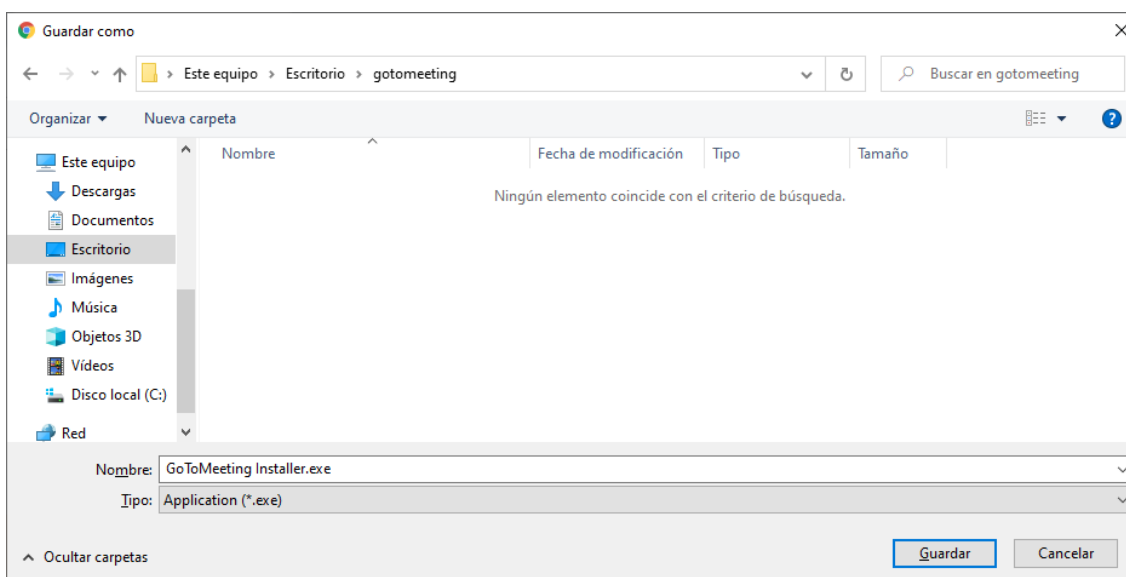 Guardar como
Este equipo > Escritorio > gotomeeting
Buscar en gotomeeting
Organizar
Nueva carpeta
?
Este equipo
Descargas
Documentos
Escritorio
Imágenes
Música
Objetos 3D
Vídeos
Disco local (C:)
Red
Nombre
Fecha de modificación
Tipo
Tamaño
Ningún elemento coincide con el criterio de búsqueda.
Nombre: GoToMeeting Installer.exe
Tipo: Application (*.exe)
Ocultar carpetas
Guardar
Cancelar